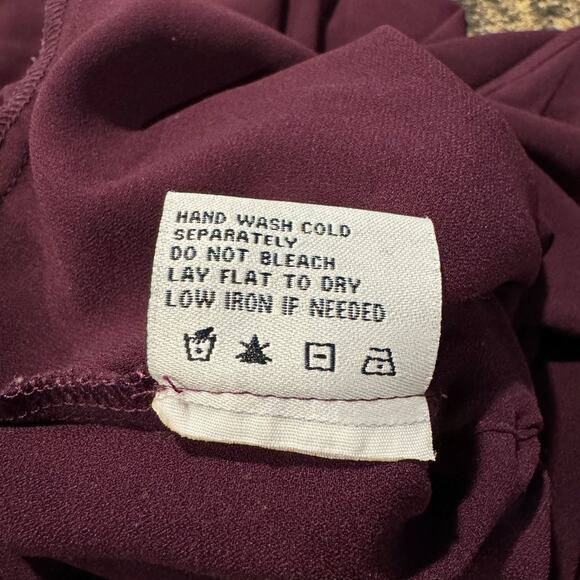 HAND WASH COLD
SEPARATELY
DO NOT BLEACH
LAY FLAT TO DRY
LOW IRON IF NEEDED